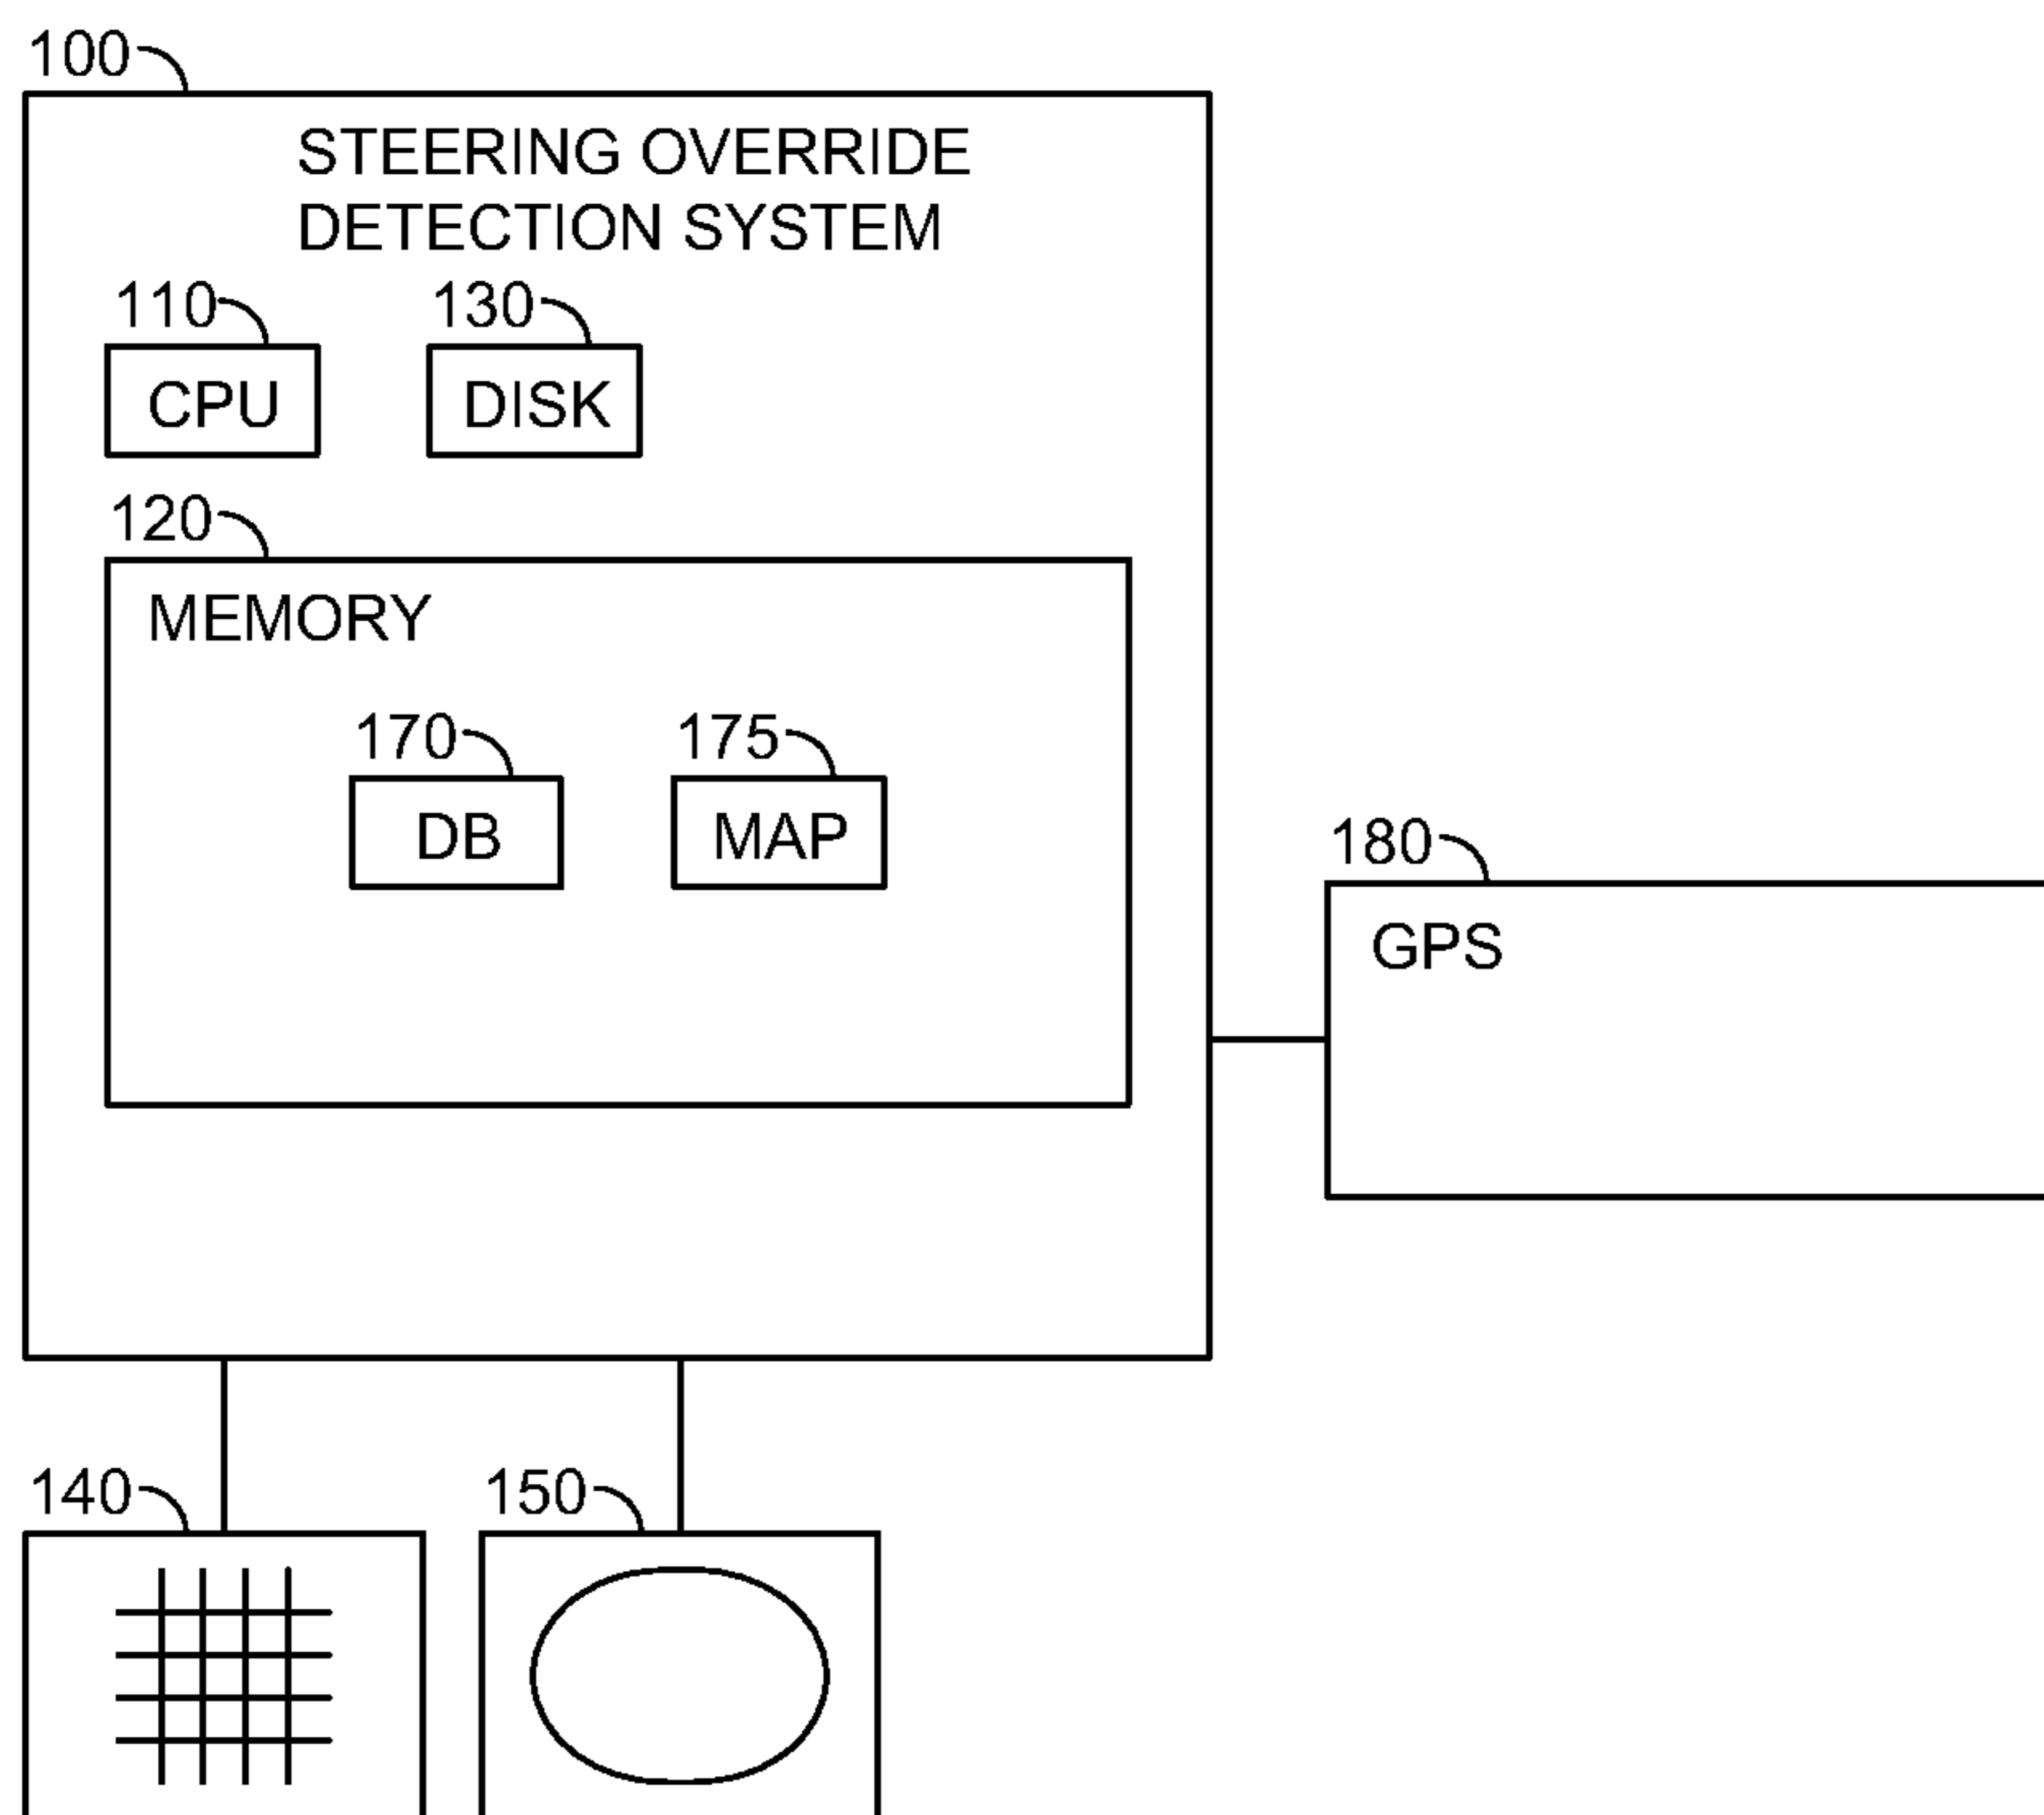 100
STEERING OVERRIDE
DETECTION SYSTEM
110
130
CPU
DISK
120
MEMORY
170
175
DB
MAP
180
GPS
140
150